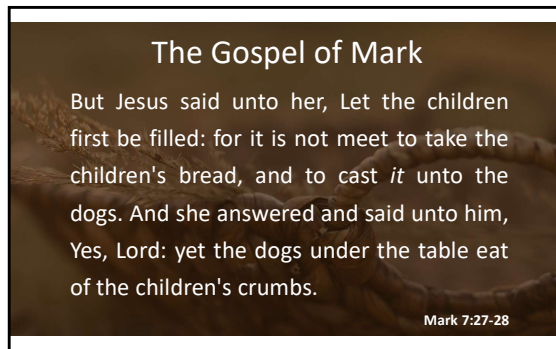 The Gospel of Mark
But Jesus said unto her, Let the children
first be filled: for it is not meet to take the
children's bread, and to cast it unto the
dogs. And she answered and said unto him,
Yes, Lord: yet the dogs under the table eat
of the children's crumbs.
Mark 7:27-28